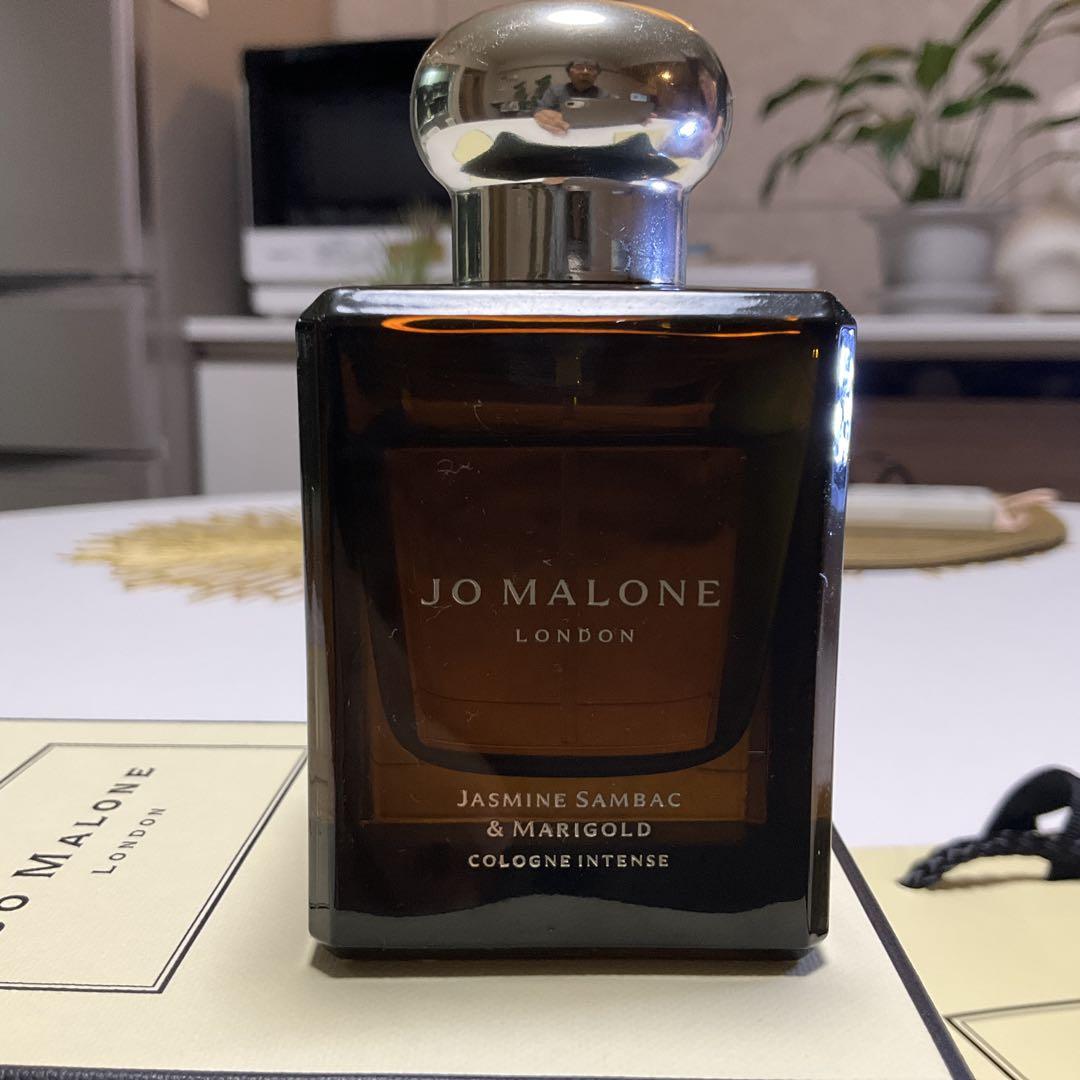 JO MALONE
LONDON
JASMINE SAMBAC
& MARIGOLD
COLOGNE INTENSE
JO MALONE
LONDON